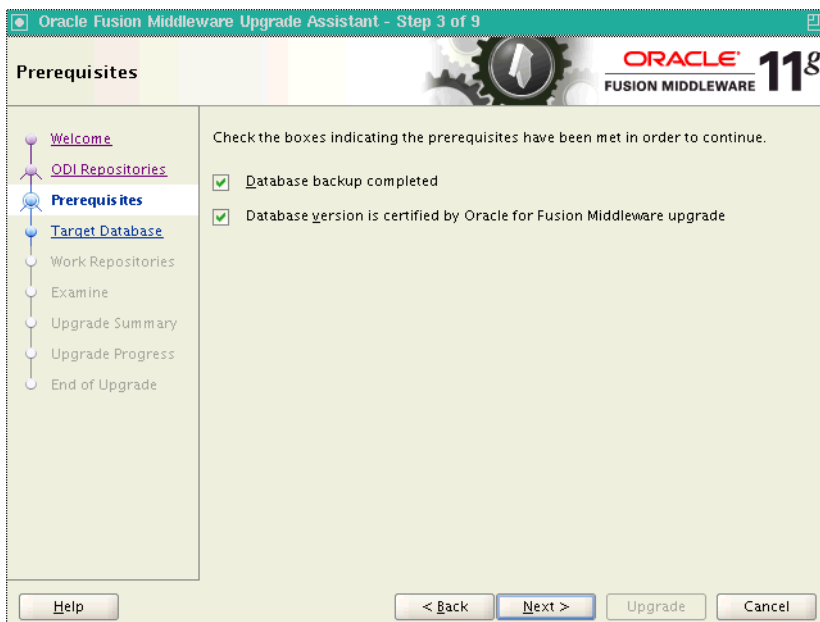 Oracle Fusion Middleware Upgrade Assistant - Step 3 of 9
Prerequisites
ORACLE
FUSION MIDDLEWARE
11g
Welcome
ODI Repositories
Prerequisites
Target Database
Work Repositories
Examine
Upgrade Summary
Upgrade Progress
End of Upgrade
Check the boxes indicating the prerequisites have been met in order to continue.
Database backup completed
Database version is certified by Oracle for Fusion Middleware upgrade
Help
< Back
Next >
Upgrade
Cancel